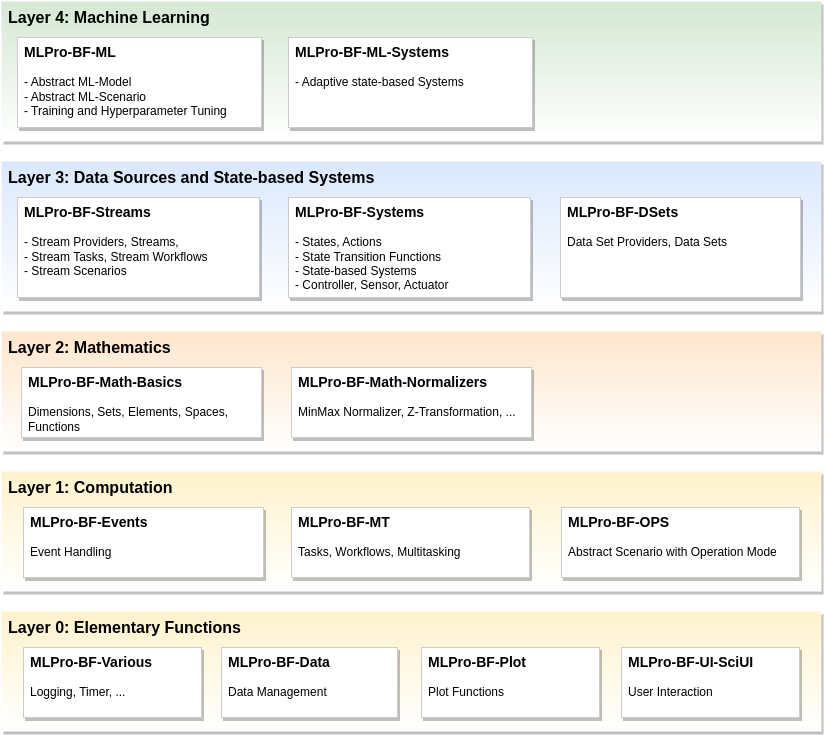 Layer 4: Machine Learning
MLPro-BF-ML
- Abstract ML-Model
- Abstract ML-Scenario
- Training and Hyperparameter Tuning
MLPro-BF-ML-Systems
- Adaptive state-based Systems
Layer 3: Data Sources and State-based Systems
MLPro-BF-Streams
- Stream Providers, Streams,
- Stream Tasks, Stream Workflows
- Stream Scenarios
MLPro-BF-Systems
- States, Actions
- State Transition Functions
- State-based Systems
- Controller, Sensor, Actuator
MLPro-BF-DSets
Data Set Providers, Data Sets
Layer 2: Mathematics
MLPro-BF-Math-Basics
Dimensions, Sets, Elements, Spaces,
Functions
MLPro-BF-Math-Normalizers
MinMax Normalizer, Z-Transformation, ...
Layer 1: Computation
MLPro-BF-Events
Event Handling
MLPro-BF-MT
Tasks, Workflows, Multitasking
MLPro-BF-OPS
Abstract Scenario with Operation Mode
Layer 0: Elementary Functions
MLPro-BF-Various
Logging, Timer, ...
MLPro-BF-Data
Data Management
MLPro-BF-Plot
Plot Functions
MLPro-BF-UI-SciUI
User Interaction